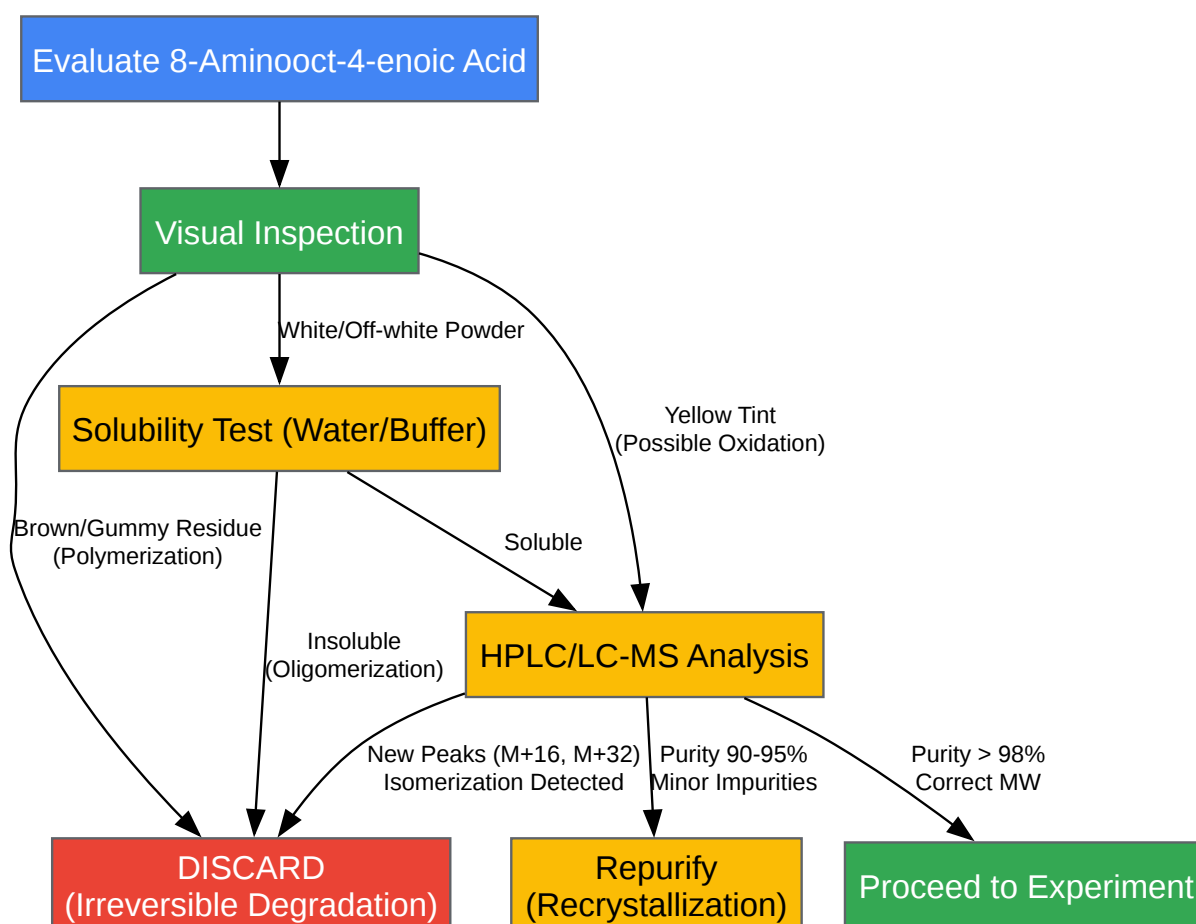 Evaluate 8-Aminooct-4-enoic Acid
Visual Inspection
White/Off-white Powder
Solubility Test (Water/Buffer)
Yellow Tint
(Possible Oxidation)
Brown/Gummy Residue
(Polymerization)
Soluble
Insoluble
(Oligomerization)
HPLC/LC-MS Analysis
New Peaks (M+16, M+32)
Isomerization Detected
Purity 90-95%
Minor Impurities
Purity > 98%
Correct MW
DISCARD
(Irreversible Degradation)
Repurify
(Recrystallization)
Proceed to Experiment